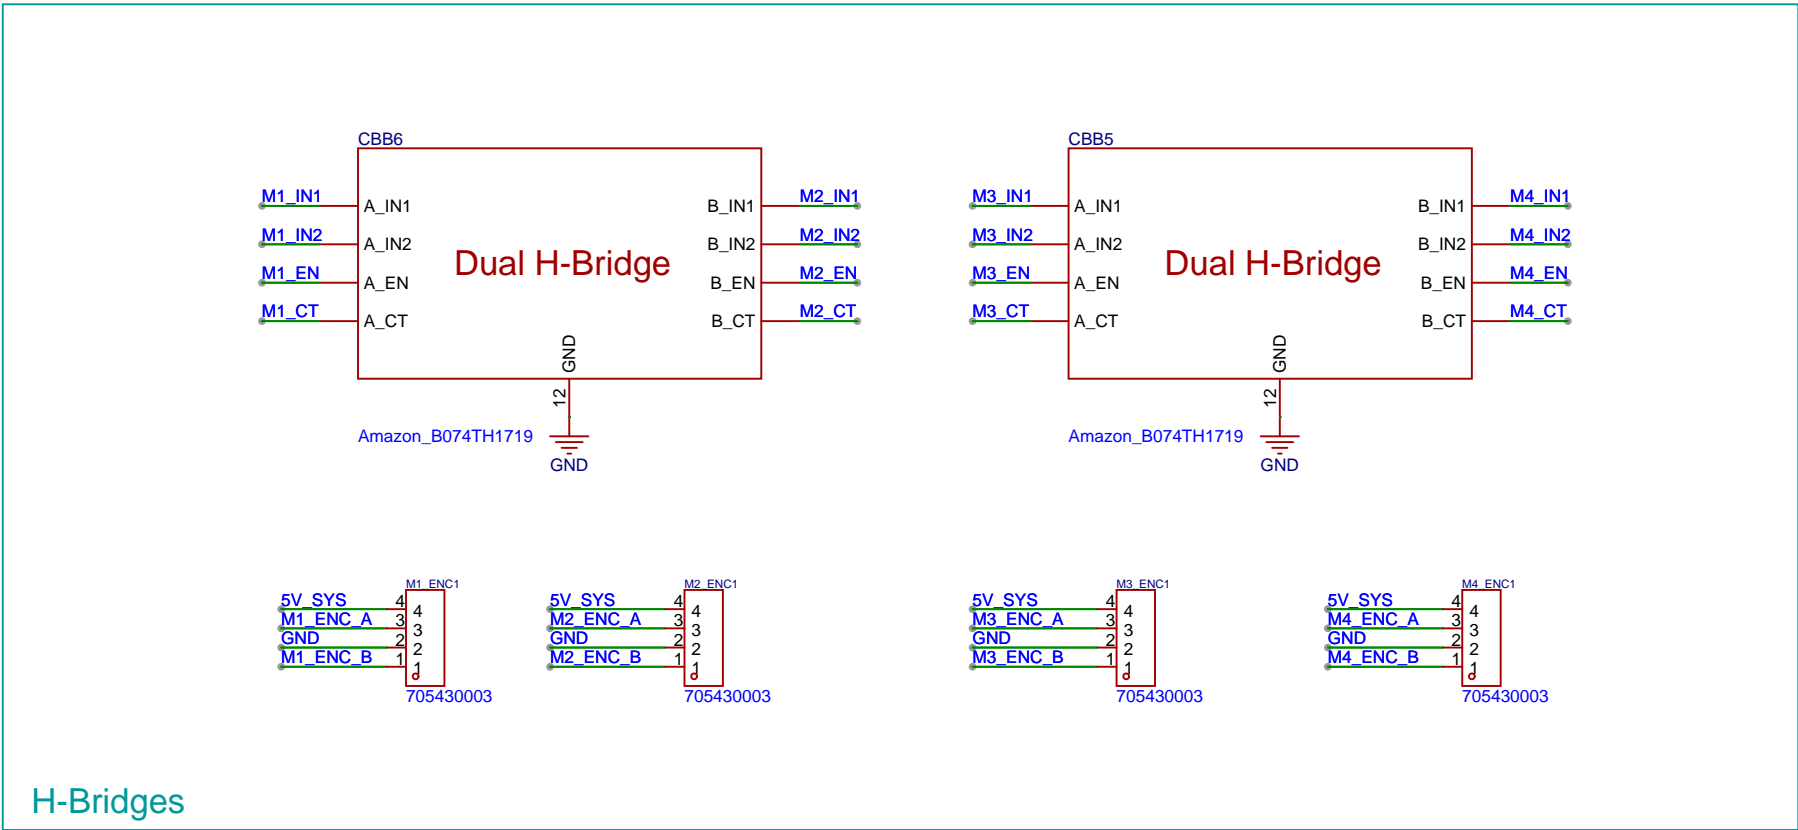 CBB6
M1_IN1 A_IN1 B_IN1 M2_IN1
M1_IN2 A_IN2 B_IN2 M2_IN2
Dual H-Bridge
M1_EN A_EN B_EN M2_EN
M1_CT A_CT B_CT M2_CT
GND
12
Amazon_B074TH1719
GND
CBB5
M3_IN1 A_IN1 B_IN1 M4_IN1
M3_IN2 A_IN2 B_IN2 M4_IN2
Dual H-Bridge
M3_EN A_EN B_EN M4_EN
M3_CT A_CT B_CT M4_CT
GND
12
Amazon_B074TH1719
GND
M1_ENC1
5V_SYS 4 4
M1_ENC_A 3 3
GND 2 2
M1_ENC_B 1 1
705430003
M2_ENC1
5V_SYS 4 4
M2_ENC_A 3 3
GND 2 2
M2_ENC_B 1 1
705430003
M3_ENC1
5V_SYS 4 4
M3_ENC_A 3 3
GND 2 2
M3_ENC_B 1 1
705430003
M4_ENC1
5V_SYS 4 4
M4_ENC_A 3 3
GND 2 2
M4_ENC_B 1 1
705430003
H-Bridges